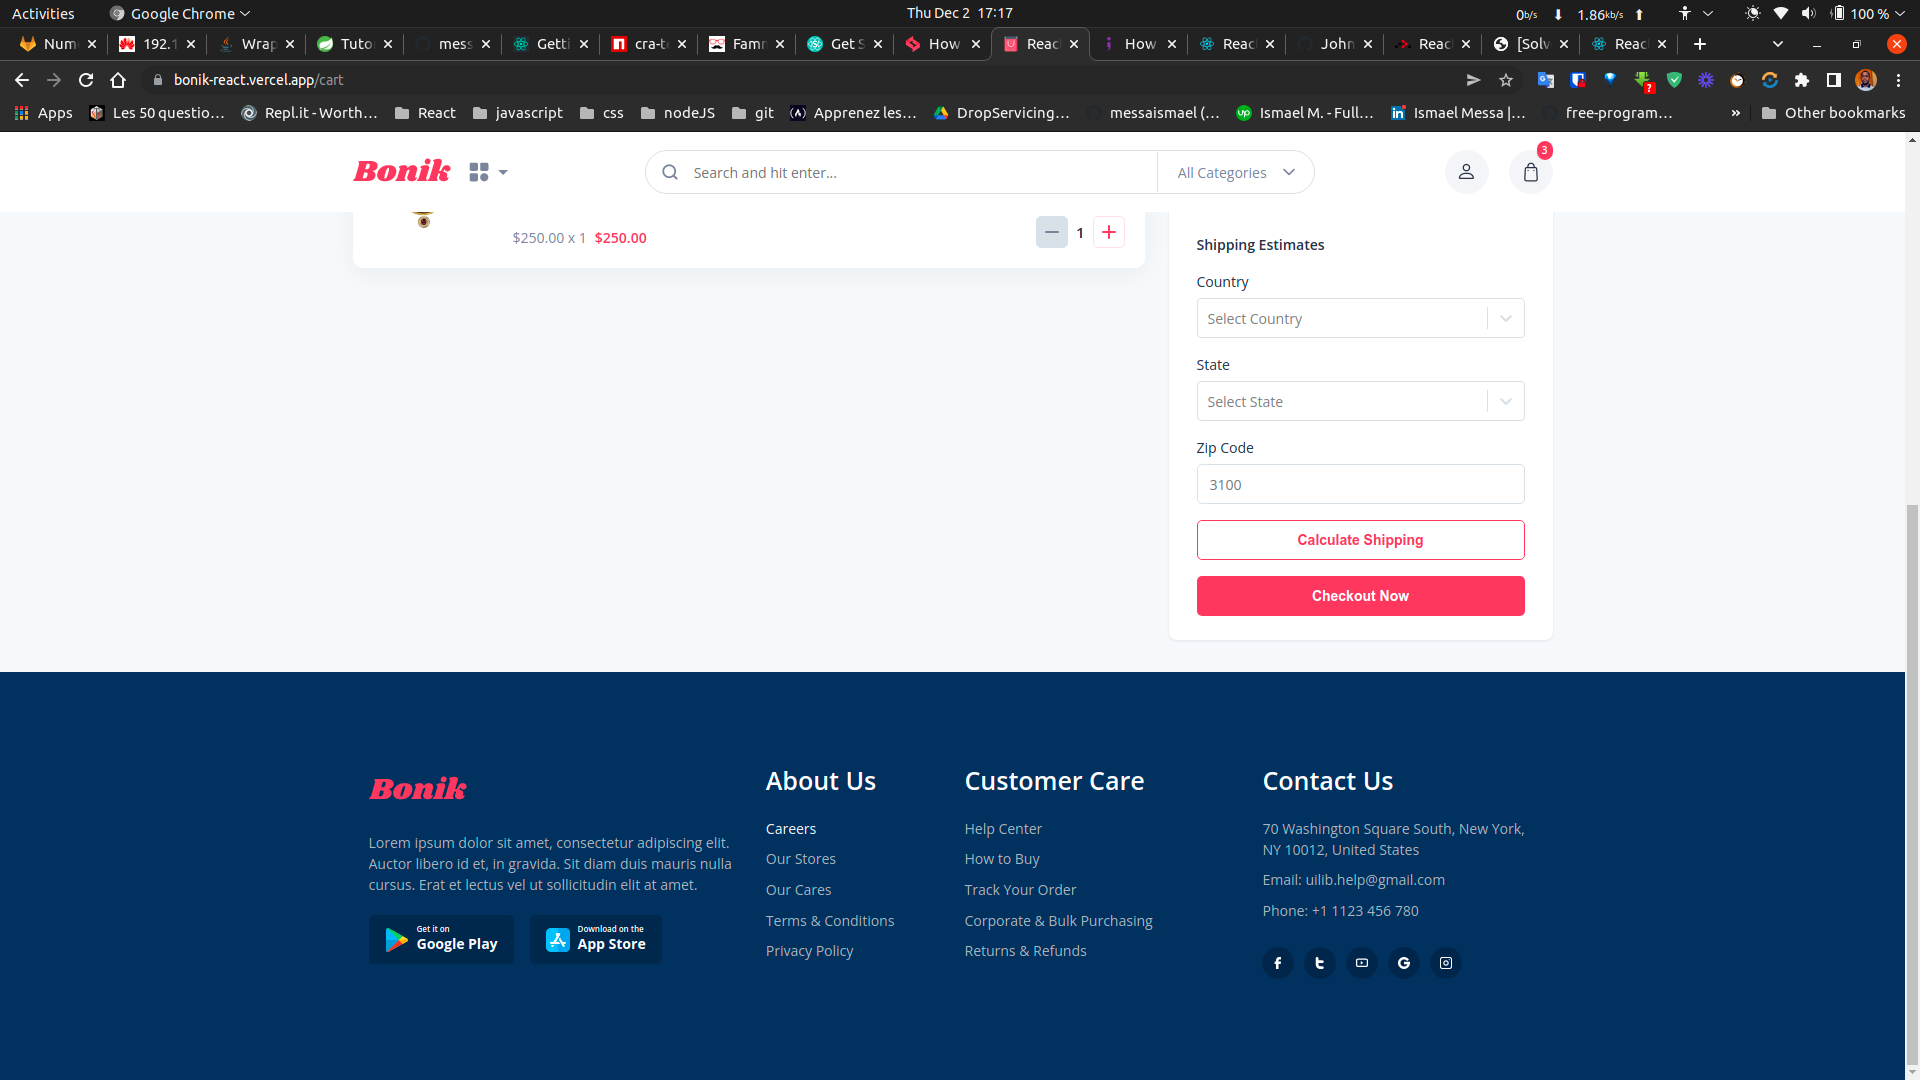 Activities
Google Chrome
Thu Dec 2 17:17
0b/s
1.86kb/s
100 %
Num
192.1
Wrap
Tuto
mess
Getti
cra-t
Famr
Get S
How
Reac
How
Reac
John
Reac
[Solv
Reac
bonik-react.vercel.app/cart
Apps
Les 50 questio...
Repl.it - Worth...
React
javascript
css
nodeJS
git
Apprenez les...
DropServicing...
messaismael (...
Ismael M. - Full...
Ismael Messa |...
free-program...
»
Other bookmarks
Bonik
Search and hit enter...
All Categories
3
$250.00 x 1 $250.00
1
Shipping Estimates
Country
Select Country
State
Select State
Zip Code
3100
Calculate Shipping
Checkout Now
Bonik
Lorem ipsum dolor sit amet, consectetur adipiscing elit.
Auctor libero id et, in gravida. Sit diam duis mauris nulla
cursus. Erat et lectus vel ut sollicitudin elit at amet.
Get it on
Google Play
Download on the
App Store
About Us
Careers
Our Stores
Our Cares
Terms & Conditions
Privacy Policy
Customer Care
Help Center
How to Buy
Track Your Order
Corporate & Bulk Purchasing
Returns & Refunds
Contact Us
70 Washington Square South, New York,
NY 10012, United States
Email: uilib.help@gmail.com
Phone: +1 1123 456 780